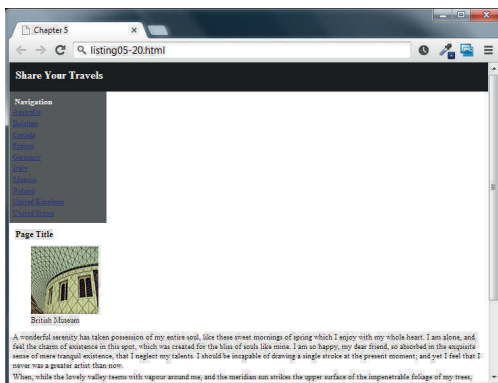 Chapter 5
listing05-20.html
Share Your Travels
Navigation
Australia
Bahamas
Canada
France
Germany
Italy
Mexico
Poland
United Kingdom
United States
Page Title
British Museum
A wonderful serenity has taken possession of my entire soul, like these sweet mornings of spring which I enjoy with my whole heart. I am alone, and
feel the charm of existence in this spot, which was created for the bliss of souls like mine. I am so happy, my dear friend, so absorbed in the exquisite
sense of mere tranquil existence, that I neglect my talents. I should be incapable of drawing a single stroke at the present moment; and yet I feel that I
never was a greater artist than now.
When, while the lovely valley teems with vapour around me, and the meridian sun strikes the upper surface of the impenetrable foliage of my trees,